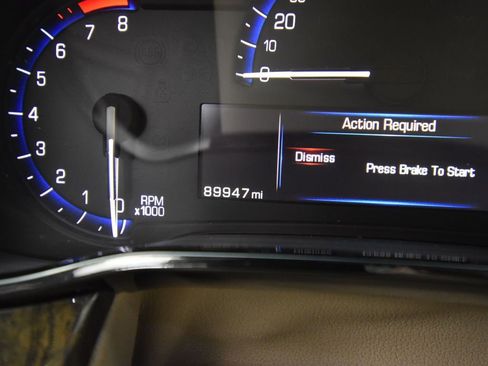 8
7
6
5
4
3
2
1
0
RPM
x1000
20
10
0
89947 mi
Action Required
Dismiss
Press Brake To Start